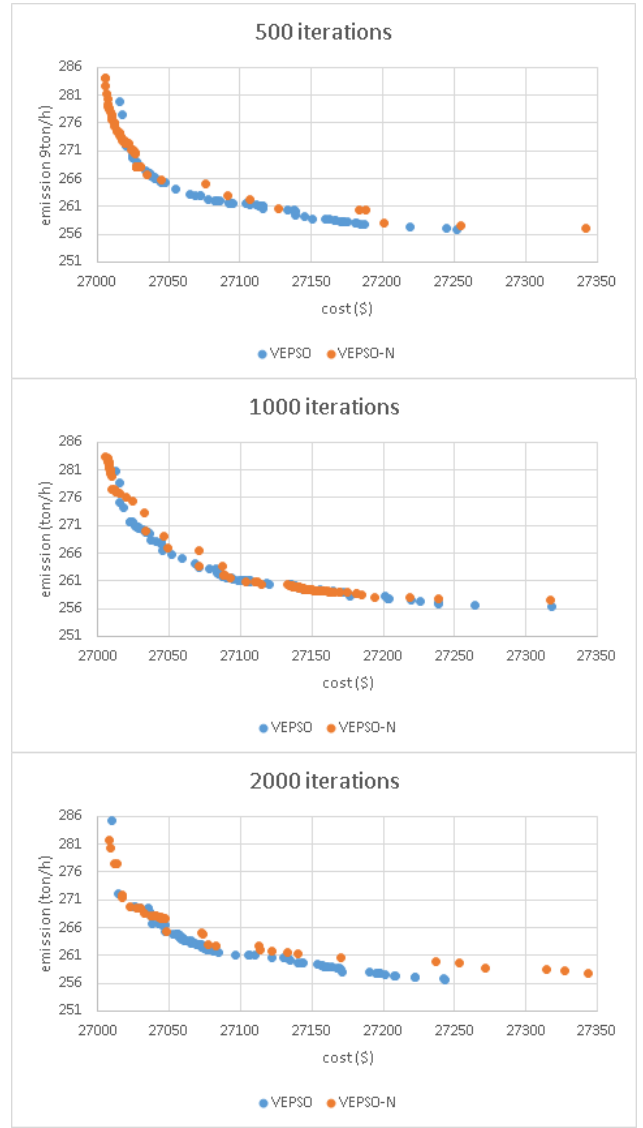 500 iterations
286
281
276
271
266
261
256
251
emission 9ton/h)
27000 27050 27100 27150 27200 27250 27300 27350
cost ($)
VEPSO VEPSO-N
1000 iterations
286
281
276
271
266
261
256
251
emission (ton/h)
27000 27050 27100 27150 27200 27250 27300 27350
cost ($)
VEPSO VEPSO-N
2000 iterations
286
281
276
271
266
261
256
251
emission (ton/h)
27000 27050 27100 27150 27200 27250 27300 27350
cost ($)
VEPSO VEPSO-N